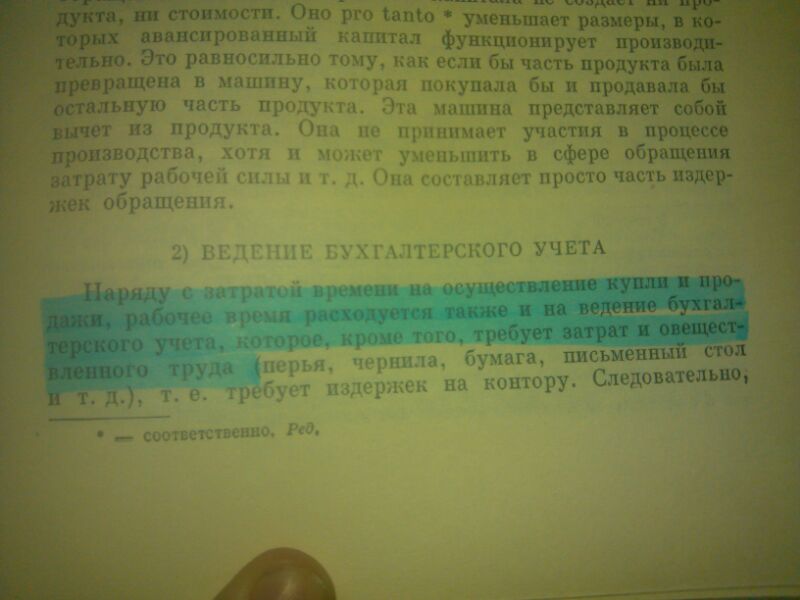 капитала не создает ни про-
дукта, ни стоимости. Оно pro tanto * уменьшает размеры, в ко-
торых авансированный капитал функционирует производи-
тельно. Это равносильно тому, как если бы часть продукта была
превращена в машину, которая покупала бы и продавала бы
остальную часть продукта. Эта машина представляет собой
вычет из продукта. Она не принимает участия в процессе
производства, хотя и может уменьшить в сфере обращения
затрату рабочей силы и т. д. Она составляет просто часть издер-
жек обращения.
2) ВЕДЕНИЕ БУХГАЛТЕРСКОГО УЧЕТА
Наряду с затратой времени на осуществление купли и про-
дажи, рабочее время расходуется также и на ведение бухгал-
терского учета, которое, кроме того, требует затрат и овещест-
вленного труда (перья, чернила, бумага, письменный стол
и т. д.), т. е. требует издержек на контору. Следовательно,
* — соответственно. Ред.